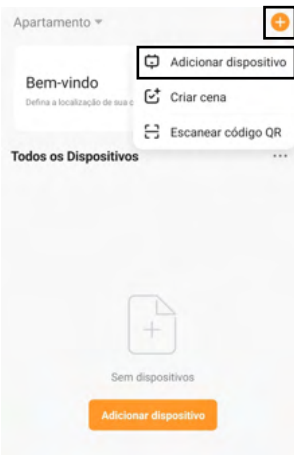 Apartamento
Adicionar dispositivo
Bem-vindo
Defina a localização de sua c
Criar cena
Escanear código QR
Todos os Dispositivos
Sem dispositivos
Adicionar dispositivo